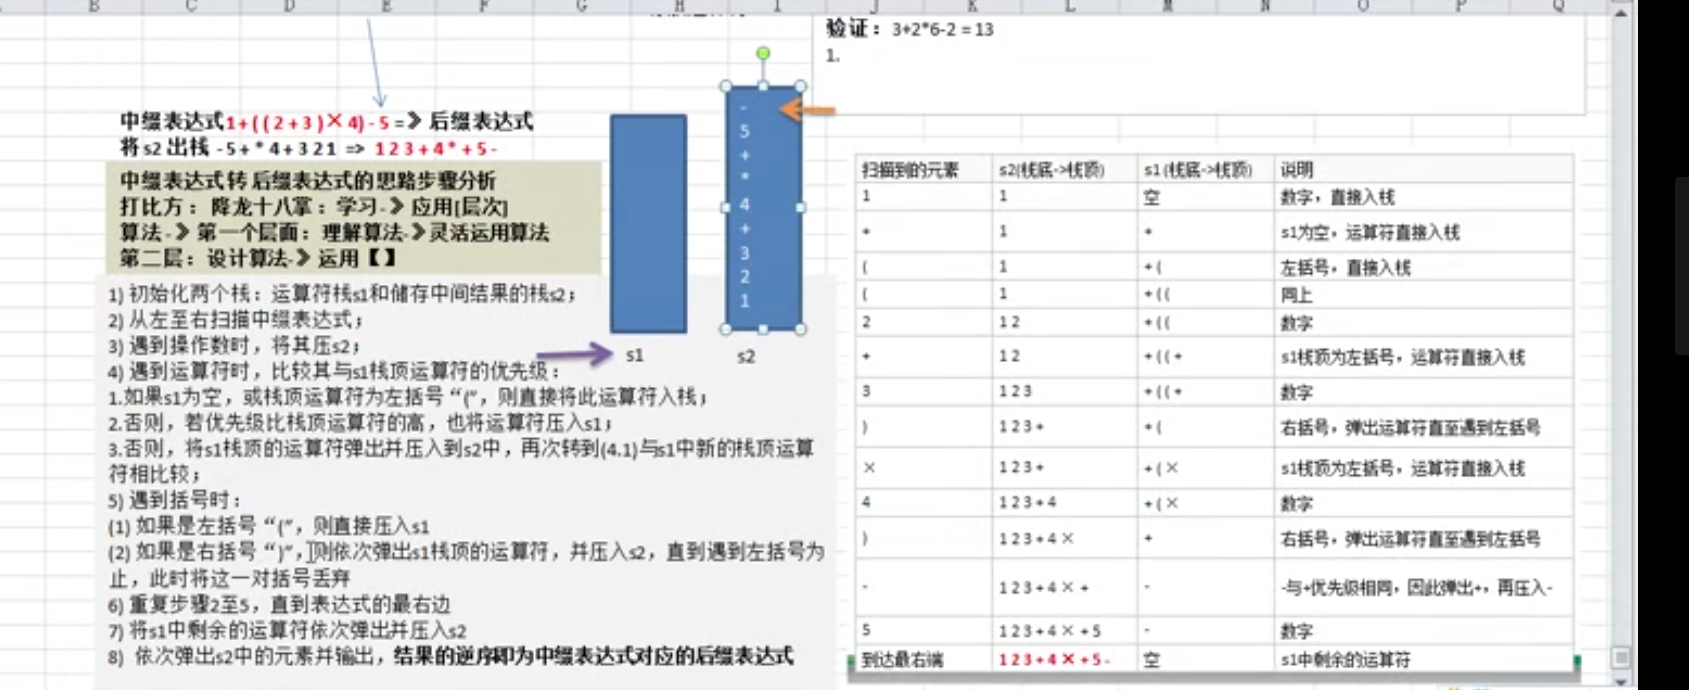 B C D E F G H I J K L M N O P Q
验证：3+2*6-2 = 13
1.
中缀表达式1+((2+3)×4)-5 =》后缀表达式
将s2 出栈 -5+*4+321 => 123+4*+5-
中缀表达式 转 后缀表达式的思路步骤分析
打比方：降龙十八掌：学习-》应用[层次]
算法-》第一个层面：理解算法-》灵活运用算法
第二层：设计算法-》运用【】
1) 初始化两个栈：运算符栈s1和储存中间结果的栈s2；
2) 从左至右扫描中缀表达式；
3) 遇到操作数时，将其压s2；
4) 遇到运算符时，比较其与s1栈顶运算符的优先级：
1.如果s1为空，或栈顶运算符为左括号“(”，则直接将此运算符入栈；
2.否则，若优先级比栈顶运算符的高，也将运算符压入s1；
3.否则，将s1栈顶的运算符弹出并压入到s2中，再次转到(4.1)与s1中新的栈顶运算
符相比较；
5) 遇到括号时：
(1) 如果是左括号“(”，则直接压入s1
(2) 如果是右括号“)”，则依次弹出s1栈顶的运算符，并压入s2，直到遇到左括号为
止，此时将这一对括号丢弃
6) 重复步骤2至5，直到表达式的最右边
7) 将s1中剩余的运算符依次弹出并压入s2
8) 依次弹出s2中的元素并输出，结果的逆序即为中缀表达式对应的后缀表达式
s1
-
5
+
*
4
+
3
2
1
s2
扫描到的元素 s2(栈底->栈顶) s1 (栈底->栈顶) 说明
1 1 空 数字，直接入栈
+ 1 + s1为空，运算符直接入栈
( 1 + ( 左括号，直接入栈
( 1 + ( ( 同上
2 1 2 + ( ( 数字
+ 1 2 + ( ( + s1栈顶为左括号，运算符直接入栈
3 1 2 3 + ( ( + 数字
) 1 2 3 + + ( 右括号，弹出运算符直至遇到左括号
× 1 2 3 + + ( × s1栈顶为左括号，运算符直接入栈
4 1 2 3 + 4 + ( × 数字
) 1 2 3 + 4 × + 右括号，弹出运算符直至遇到左括号
- 1 2 3 + 4 × + - -与+优先级相同，因此弹出+，再压入-
5 1 2 3 + 4 × + 5 - 数字
到达最右端 1 2 3 + 4 × + 5 - 空 s1中剩余的运算符